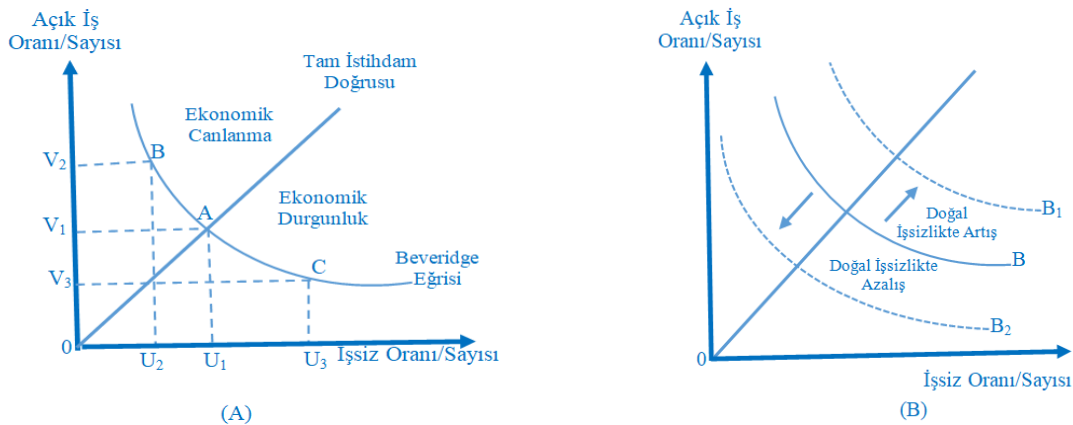 Açık İş
Oranı/Sayısı
Tam İstihdam
Doğrusu
Ekonomik
Canlanma
V₂
B
Ekonomik
Durgunluk
V₁
A
V₃
C
Beveridge
Eğrisi
0
U₂
U₁
U₃
İşsiz Oranı/Sayısı
(A)
Açık İş
Oranı/Sayısı
B₁
Doğal
İşsizlikte Artış
B
Doğal İşsizlikte
Azalış
B₂
0
İşsiz Oranı/Sayısı
(B)